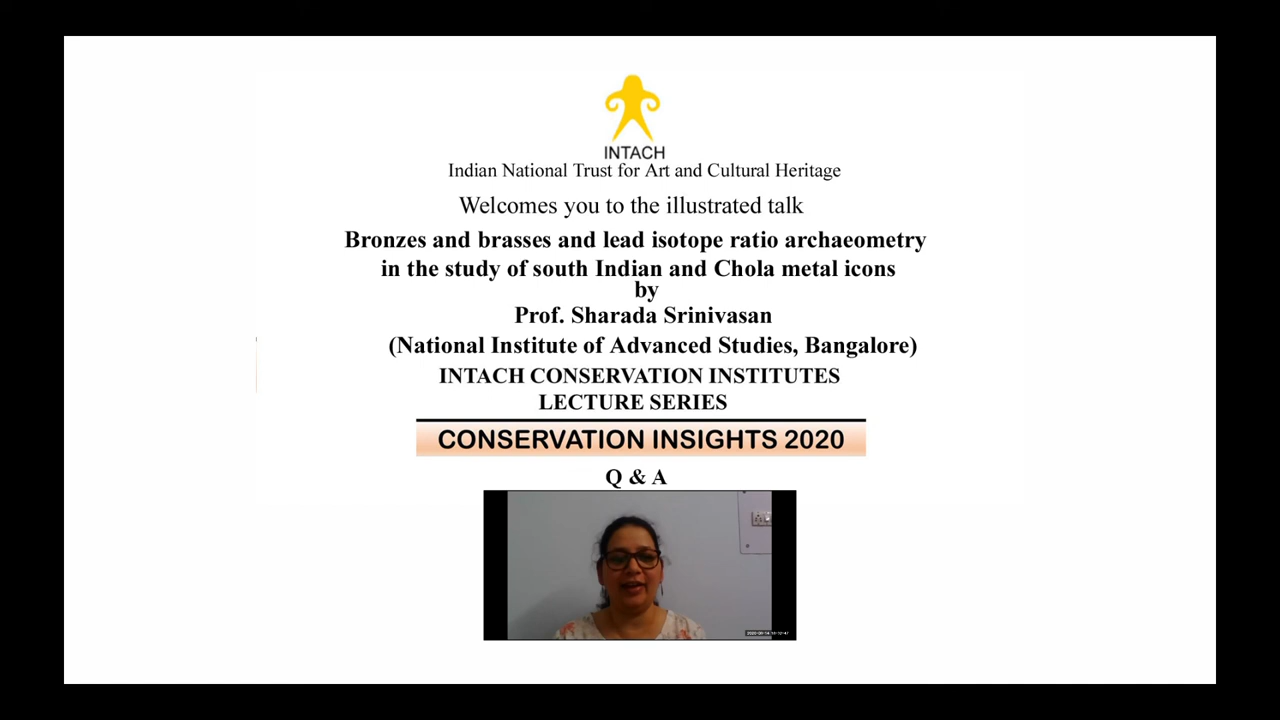 INTACH
Indian National Trust for Art and Cultural Heritage
Welcomes you to the illustrated talk
Bronzes and brasses and lead isotope ratio archaeometry
in the study of south Indian and Chola metal icons
by
Prof. Sharada Srinivasan
(National Institute of Advanced Studies, Bangalore)
INTACH CONSERVATION INSTITUTES
LECTURE SERIES
CONSERVATION INSIGHTS 2020
Q & A